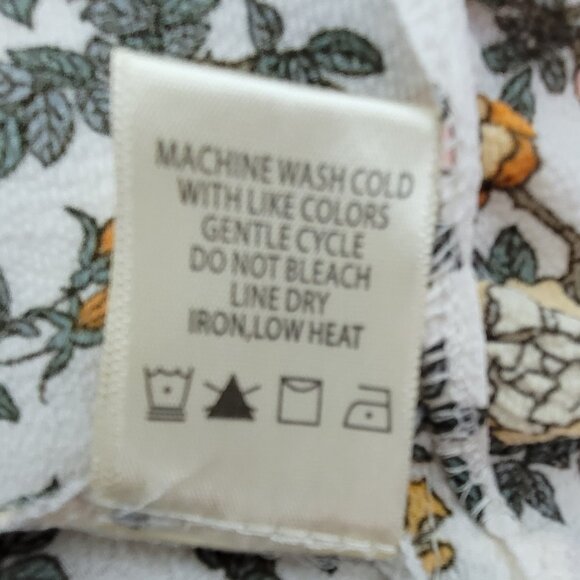 MACHINE WASH COLD
WITH LIKE COLORS
GENTLE CYCLE
DO NOT BLEACH
LINE DRY
IRON,LOW HEAT